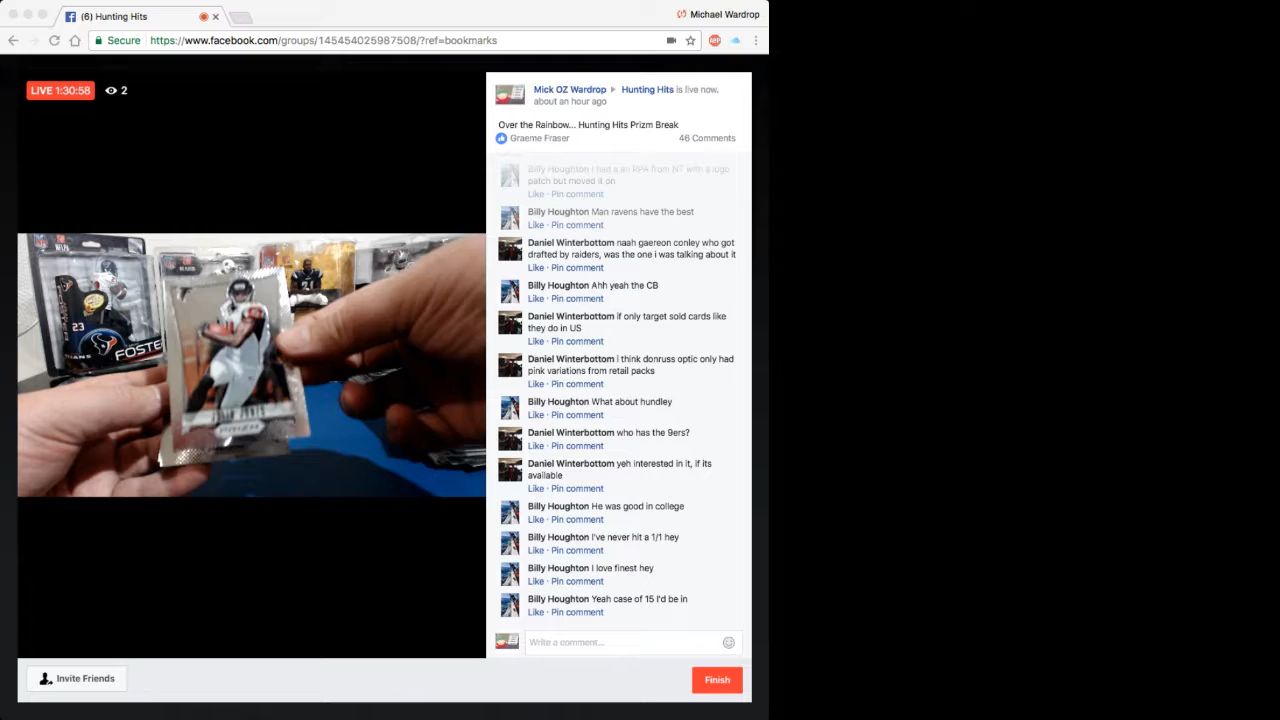 (6) Hunting Hits
Michael Wardrop
Secure https://www.facebook.com/groups/145454025987508/?ref=bookmarks
LIVE 1:30:58 2
Mick OZ Wardrop ▸ Hunting Hits is live now.
about an hour ago
Over the Rainbow... Hunting Hits Prizm Break
Graeme Fraser 46 Comments
Billy Houghton I had a an RPA from NT with a logo
patch but moved it on
Like · Pin comment
Billy Houghton Man ravens have the best
Like · Pin comment
Daniel Winterbottom naah gaereon conley who got
drafted by raiders, was the one i was talking about it
Like · Pin comment
Billy Houghton Ahh yeah the CB
Like · Pin comment
Daniel Winterbottom if only target sold cards like
they do in US
Like · Pin comment
Daniel Winterbottom i think donruss optic only had
pink variations from retail packs
Like · Pin comment
Billy Houghton What about hundley
Like · Pin comment
Daniel Winterbottom who has the 9ers?
Like · Pin comment
Daniel Winterbottom yeh interested in it, if its
available
Like · Pin comment
Billy Houghton He was good in college
Like · Pin comment
Billy Houghton I've never hit a 1/1 hey
Like · Pin comment
Billy Houghton I love finest hey
Like · Pin comment
Billy Houghton Yeah case of 15 I'd be in
Like · Pin comment
Write a comment...
Invite Friends
Finish
23
FOSTE
PRIZM
ABP